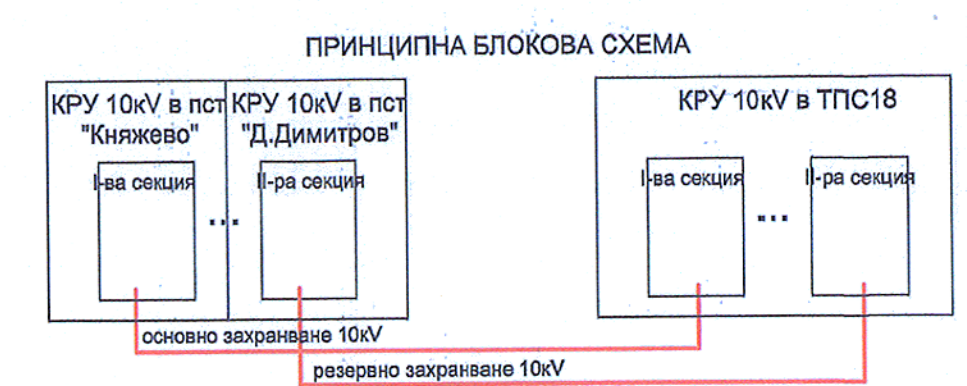 ПРИНЦИПНА БЛОКОВА СХЕМА
КРУ 10кV в пст
"Княжево"
I-ва секция
...
КРУ 10кV в пст
"Д.Димитров"
II-ра секция
КРУ 10кV в ТПС18
I-ва секция
...
II-ра секция
основно захранване 10кV
резервно захранване 10кV